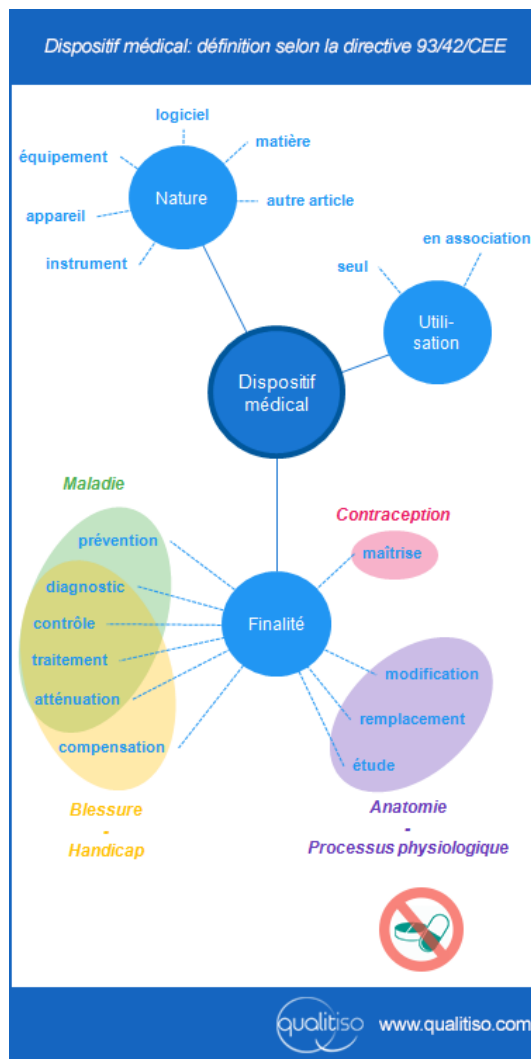 Dispositif médical: définition selon la directive 93/42/CEE
logiciel
équipement
matière
Nature
appareil
autre article
instrument
en association
seul
Utili-
sation
Dispositif
médical
Maladie
Contraception
prévention
maîtrise
diagnostic
contrôle
Finalité
traitement
modification
atténuation
remplacement
compensation
étude
Blessure
-
Handicap
Anatomie
-
Processus physiologique
qualitiso
www.qualitiso.com